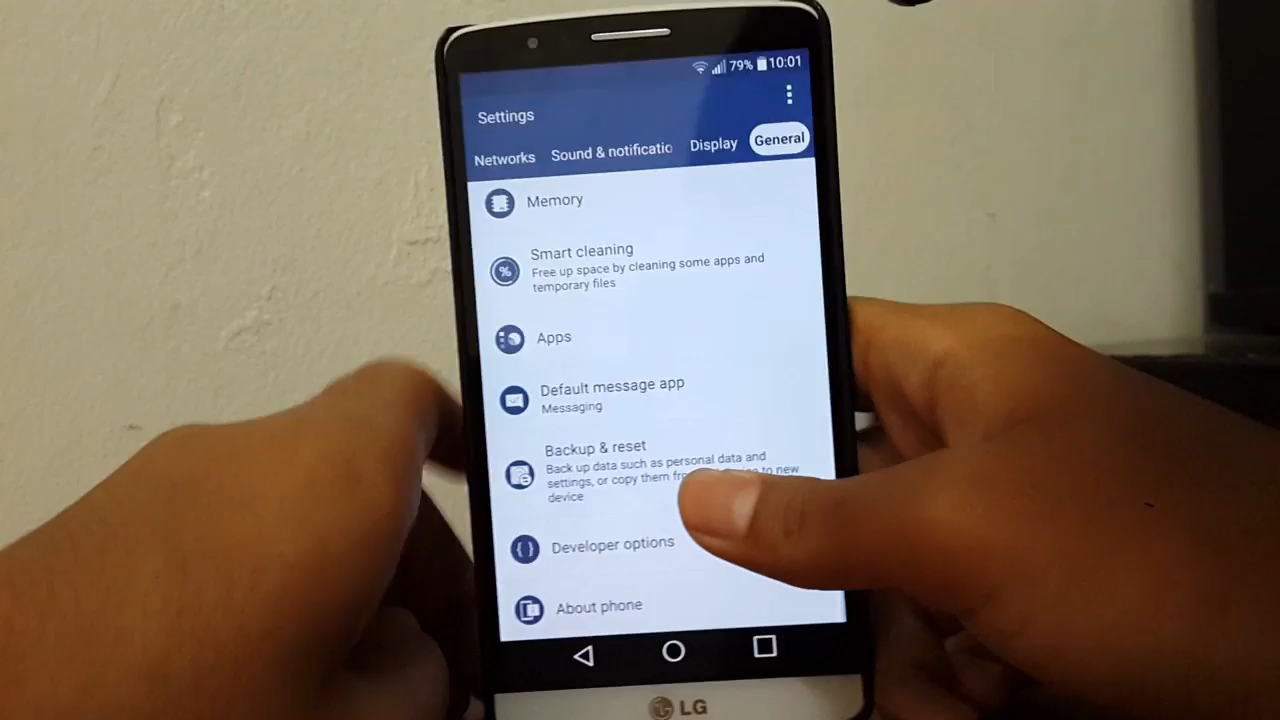 79% 10:01
Settings
Networks Sound & notificatio Display General
Memory
Smart cleaning
Free up space by cleaning some apps and
temporary files
Apps
Default message app
Messaging
Backup & reset
Back up data such as personal data and
settings, or copy them to new
device
Developer options
About phone
LG